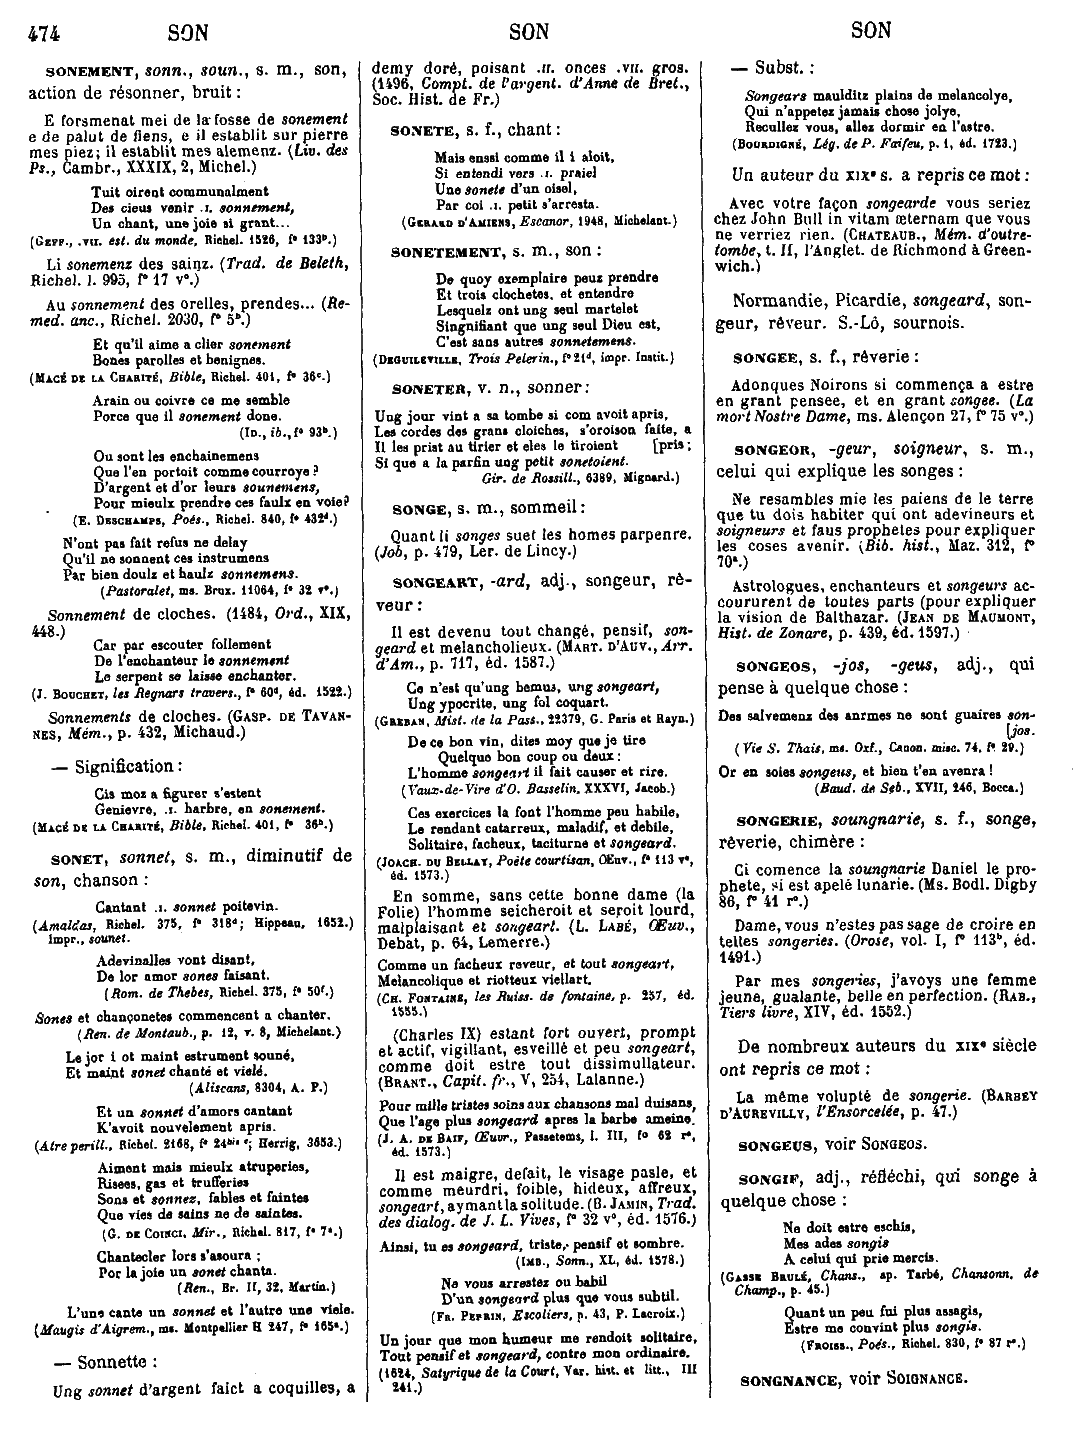 474 SON SON SON
SONEMENT, sonn., soun., s. m., son,
action de résonner, bruit :
E forsmenat mei de la fosse de sonement
e de palut de fiens, e il establit sur pierre
mes piez; il establit mes alemenz. (Liv. des
Ps., Cambr., XXXIX, 2, Michel.)
Tuit oirent communalment
Des cieus venir .I. sonnement,
Un chant, une joie si grant...
(GEFF., .VII. est. du monde, Richel. 1526, f° 133ᵇ.)
Li sonemenz des sainz. (Trad. de Beleth,
Richel. l. 995, f° 17 v°.)
Au sonnement des orelles, prendes... (Re-
med. anc., Richel. 2030, f° 5ᵇ.)
Et qu'il aime a clier sonement
Bones parolles et benignes.
(MACÉ DE LA CHARITÉ, Bible, Richel. 401, f° 36ᶜ.)
Arain ou coivre ce me semble
Porce que il sonement done.
(ID., ib., f° 93ᵇ.)
Ou sont les enchainemens
Que l'en portoit comme courroye ?
D'argent et d'or leurs sounemens,
Pour mieulx prendre ces faulx en voie?
(E. DESCHAMPS, Poés., Richel. 840, f° 432ᵈ.)
N'ont pas fait refus ne delay
Qu'il ne sonnent ces instrumens
Par bien doulz et haulz sonnemens.
(Pastoralet, ms. Brux. 11064, f° 32 v°.)
Sonnement de cloches. (1484, Ord., XIX,
448.)
Car par escouter follement
De l'enchanteur le sonnement
Le serpent se laisse enchanter.
(J. BOUCHET, les Regnars travers., f° 60ᵈ, éd. 1522.)
Sonnements de cloches. (GASP. DE TAVAN-
NES, Mém., p. 432, Michaud.)
— Signification :
Cis moz a figurer s'estent
Genievre, .I. harbre, en sonement.
(MACÉ DE LA CHARITÉ, Bible, Richel. 401, f° 36ᵇ.)
SONET, sonnet, s. m., diminutif de
son, chanson :
Cantant .I. sonnet poitevin.
(Amaldas, Richel. 375, f° 318ᵈ; Hippeau, 1652.)
Impr., sounet.
Adevinalles vont disant,
De lor amor sones faisant.
(Rom. de Thebes, Richel. 375, f° 50ᶠ.)
Sones et chançonetes commencent a chanter.
(Ren. de Montaub., p. 12, v. 8, Michelant.)
Le jor i ot maint estrument souné,
Et maint sonet chanté et vielé.
(Aliscans, 8304, A. P.)
Et un sonnet d'amors cantant
K'avoit nouvelement apris.
(Atre perill., Richel. 2168, f° 24ᵇⁱˢ ᶜ; Herrig, 3653.)
Aiment mais mieulx atruperies,
Risees, gas et trufferies
Sons et sonnez, fables et faintes
Que vies de sains ne de saintes.
(G. DE COINCI, Mir., Richel. 817, f° 7ᵃ.)
Chantecler lors s'asoura ;
Por la joie un sonet chanta.
(Ren., Br. II, 32, Martin.)
L'une cante un sonnet et l'autre une viele.
(Maugis d'Aigrem., ms. Montpellier H 247, f° 165ᵃ.)
— Sonnette :
Ung sonnet d'argent faict a coquilles, a
demy doré, poisant .II. onces .VII. gros.
(1496, Compt. de l'argent. d'Anne de Bret.,
Soc. Hist. de Fr.)
SONETE, s. f., chant :
Mais enssi comme il i aloit,
Si entendi vers .I. praiel
Une sonete d'un oisel,
Par coi .I. petit s'arresta.
(GERARD D'AMIENS, Escanor, 1948, Michelant.)
SONETEMENT, s. m., son :
De quoy exemplaire peux prendre
Et trois clochetes, et entendre
Lesquelz ont ung seul martelet
Singnifiant que ung seul Dieu est,
C'est sans autres sonnetemens.
(DEGUILEVILLE, Trois Pelerin., f° 21ᵈ, impr. Instit.)
SONETER, v. n., sonner :
Ung jour vint a sa tombe si com avoit apris,
Les cordes des grans cloiches, s'oroison faite, a
Il les prist au tirier et eles le tiroient [pris ;
Si que a la parfin ung petit sonetoient.
Gir. de Rossill., 6389, Mignard.)
SONGE, s. m., sommeil :
Quant li songes suet les homes parpenre.
(Job, p. 479, Ler. de Lincy.)
SONGEART, -ard, adj., songeur, rê-
veur :
Il est devenu tout changé, pensif, son-
geard et melancholieux. (MART. D'AUV., Arr.
d'Am., p. 717, éd. 1587.)
Ce n'est qu'ung bemus, ung songeart,
Ung ypocrite, ung fol coquart.
(GREBAN, Mist. de la Pass., 22379, G. Paris et Rayn.)
De ce bon vin, dites moy que je tire
Quelque bon coup ou deux :
L'homme songeart il fait causer et rire.
(Vaux-de-Vire d'O. Basselin, XXXVI, Jacob.)
Ces exercices la font l'homme peu habile,
Le rendant catarreux, maladif, et debile,
Solitaire, facheux, taciturne et songeard.
(JOACH. DU BELLAY, Poëte courtisan, Œuv., f° 113 v°,
éd. 1573.)
En somme, sans cette bonne dame (la
Folie) l'homme seicheroit et seroit lourd,
malplaisant et songeart. (L. LABÉ, Œuv.,
Debat, p. 64, Lemerre.)
Comme un facheux reveur, et tout songeart,
Melancolique et riotteux viellart.
(CH. FONTAINE, les Ruiss. de fontaine, p. 257, éd.
1555.)
(Charles IX) estant fort ouvert, prompt
et actif, vigillant, esveillé et peu songeart,
comme doit estre tout dissimullateur.
(BRANT., Capit. fr., V, 254, Lalanne.)
Pour mille tristes soins aux chansons mal duisans,
Que l'age plus songeard apres la barbe ameine.
(J. A. DE BAIF, Œuvr., Passetems, l. III, fo 62 r°,
éd. 1573.)
Il est maigre, defait, le visage pasle, et
comme meurdri, foible, hideux, affreux,
songeart, aymant la solitude. (B. JAMIN, Trad.
des dialog. de J. L. Vives, f° 32 v°, éd. 1576.)
Ainsi, tu es songeard, triste, pensif et sombre.
(IMB., Sonn., XL, éd. 1578.)
Ne vous arrestez ou babil
D'un songeard plus que vous subtil.
(FR. PERRIN, Escoliers, p. 43, P. Lacroix.)
Un jour que mon humeur me rendoit solitaire,
Tout pensif et songeard, contre mon ordinaire.
(1624, Satyrique de la Court, Var. hist. et litt., III
241.)
— Subst. :
Songears maulditz plains de melancolye,
Qui n'appetez jamais chose jolye,
Recullez vous, allez dormir en l'astre.
(BOURDIGNÉ, Lég. de P. Faifeu, p. 1, éd. 1723.)
Un auteur du XIXᵉ s. a repris ce mot :
Avec votre façon songearde vous seriez
chez John Bull in vitam æternam que vous
ne verriez rien. (CHATEAUB., Mém. d'outre-
tombe, t. II, l'Anglet. de Richmond à Green-
wich.)
Normandie, Picardie, songeard, son-
geur, rêveur. S.-Lô, sournois.
SONGEE, s. f., rêverie :
Adonques Noirons si commença a estre
en grant pensee, et en grant congee. (La
mort Nostre Dame, ms. Alençon 27, f° 75 v°.)
SONGEOR, -geur, soigneur, s. m.,
celui qui explique les songes :
Ne resambles mie les paiens de le terre
que tu dois habiter qui ont adevineurs et
soigneurs et faus prophetes pour expliquer
les coses avenir. (Bib. hist., Maz. 312, f°
70ᵃ.)
Astrologues, enchanteurs et songeurs ac-
coururent de toutes parts (pour expliquer
la vision de Balthazar. (JEAN DE MAUMONT,
Hist. de Zonare, p. 439, éd. 1597.)
SONGEOS, -jos, -geus, adj., qui
pense à quelque chose :
Des salvemenz des anrmes ne sont guaires son-
[jos.
(Vie S. Thais, ms. Oxf., Canon. misc. 74, f° 29.)
Or en soies songeus, et bien t'en avenra !
(Baud. de Seb., XVII, 246, Bocca.)
SONGERIE, soungnarie, s. f., songe,
rêverie, chimère :
Ci comence la soungnarie Daniel le pro-
phete, si est apelé lunarie. (Ms. Bodl. Digby
86, f° 41 r°.)
Dame, vous n'estes pas sage de croire en
telles songeries. (Orose, vol. I, f° 113ᵇ, éd.
1491.)
Par mes songeries, j'avoys une femme
jeune, gualante, belle en perfection. (RAB.,
Tiers livre, XIV, éd. 1552.)
De nombreux auteurs du XIXᵉ siècle
ont repris ce mot :
La même volupté de songerie. (BARBEY
D'AUREVILLY, l'Ensorcelée, p. 47.)
SONGEUS, voir SONGEOS.
SONGIF, adj., réfléchi, qui songe à
quelque chose :
Ne doit estre eschis,
Mes ades songis
A celui qui prie mercis.
(GASSE BRULÉ, Chans., ap. Tarbé, Chansonn. de
Champ., p. 45.)
Quant un peu fui plus assagis,
Estre me convint plus songis.
(FROISS., Poés., Richel. 830, f° 87 r°.)
SONGNANCE, voir SOIGNANCE.